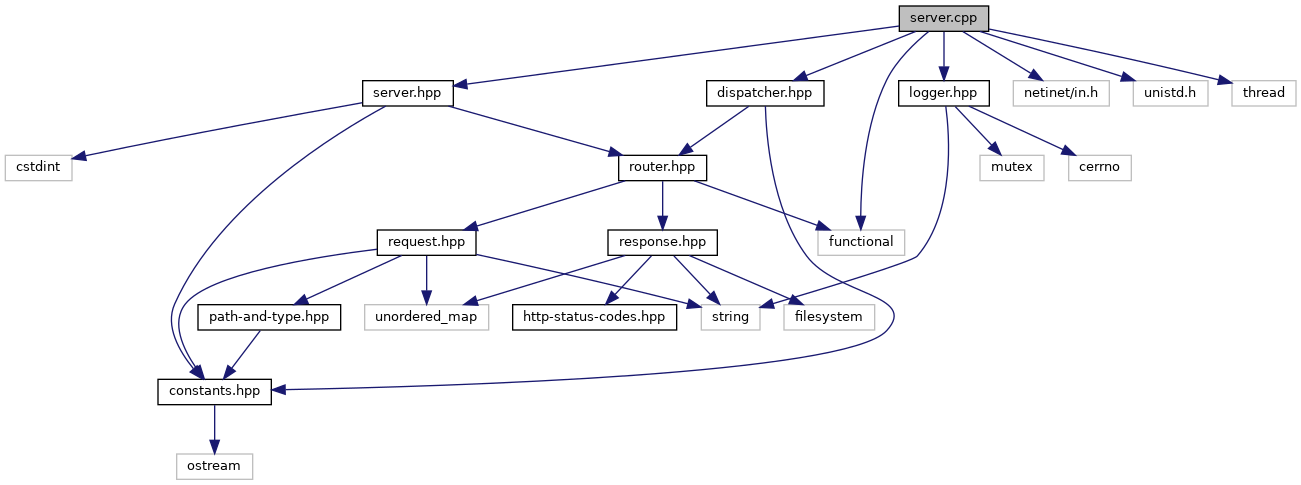 server.cpp
server.hpp
dispatcher.hpp
logger.hpp
netinet/in.h
unistd.h
thread
cstdint
router.hpp
mutex
cerrno
request.hpp
response.hpp
functional
path-and-type.hpp
unordered_map
http-status-codes.hpp
string
filesystem
constants.hpp
ostream